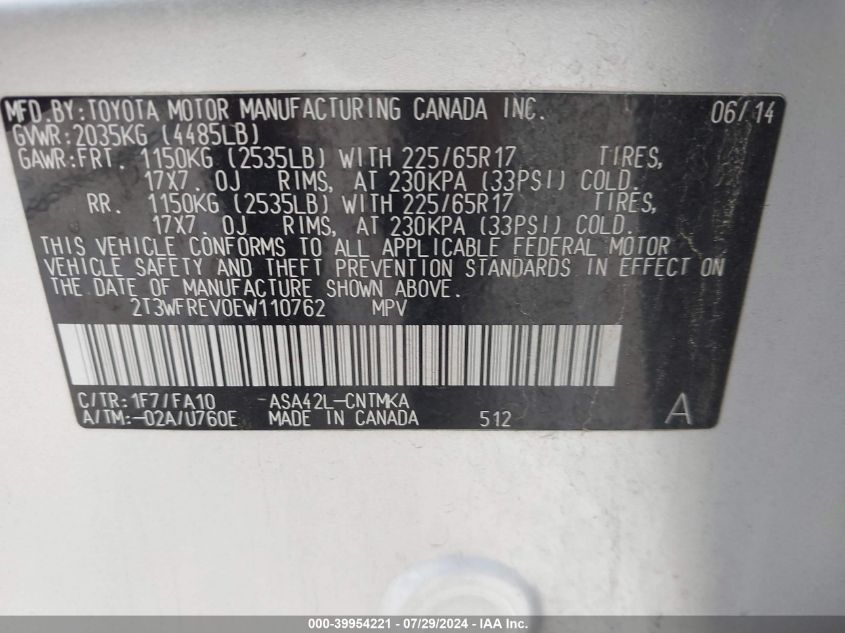 MFD.BY:TOYOTA MOTOR MANUFACTURING CANADA INC. 06/14
GVWR:2035KG (4485LB)
GAWR:FRT. 1150KG (2535LB) WITH 225/65R17 TIRES,
17X7.0J RIMS, AT 230KPA (33PSI) COLD.
RR. 1150KG (2535LB) WITH 225/65R17 TIRES,
17X7.0J RIMS, AT 230KPA (33PSI) COLD.
THIS VEHICLE CONFORMS TO ALL APPLICABLE FEDERAL MOTOR
VEHICLE SAFETY AND THEFT PREVENTION STANDARDS IN EFFECT ON
THE DATE OF MANUFACTURE SHOWN ABOVE.
2T3WFREV0EW110762 MPV
C/TR:1F7/FA10 -ASA42L-CNTMKA
A/TM:-02A/U760E MADE IN CANADA 512 A
000-39954221 - 07/29/2024 - IAA Inc.